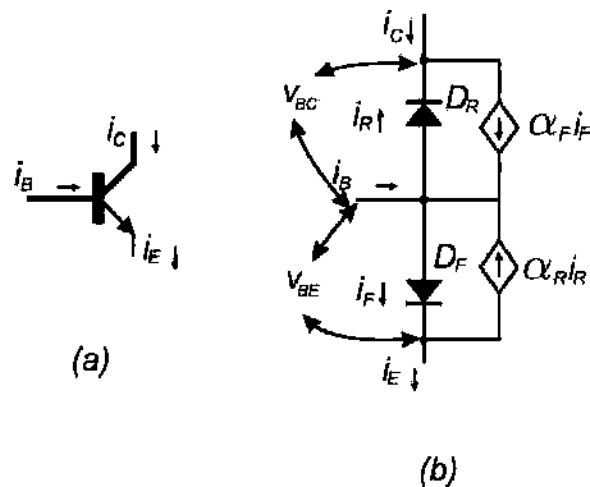 i_C ↓
i_B →
i_E ↓
(a)
i_C ↓
v_BC
i_R ↑
D_R
α_F i_F
i_B →
v_BE
i_F ↓
D_F
α_R i_R
i_E ↓
(b)